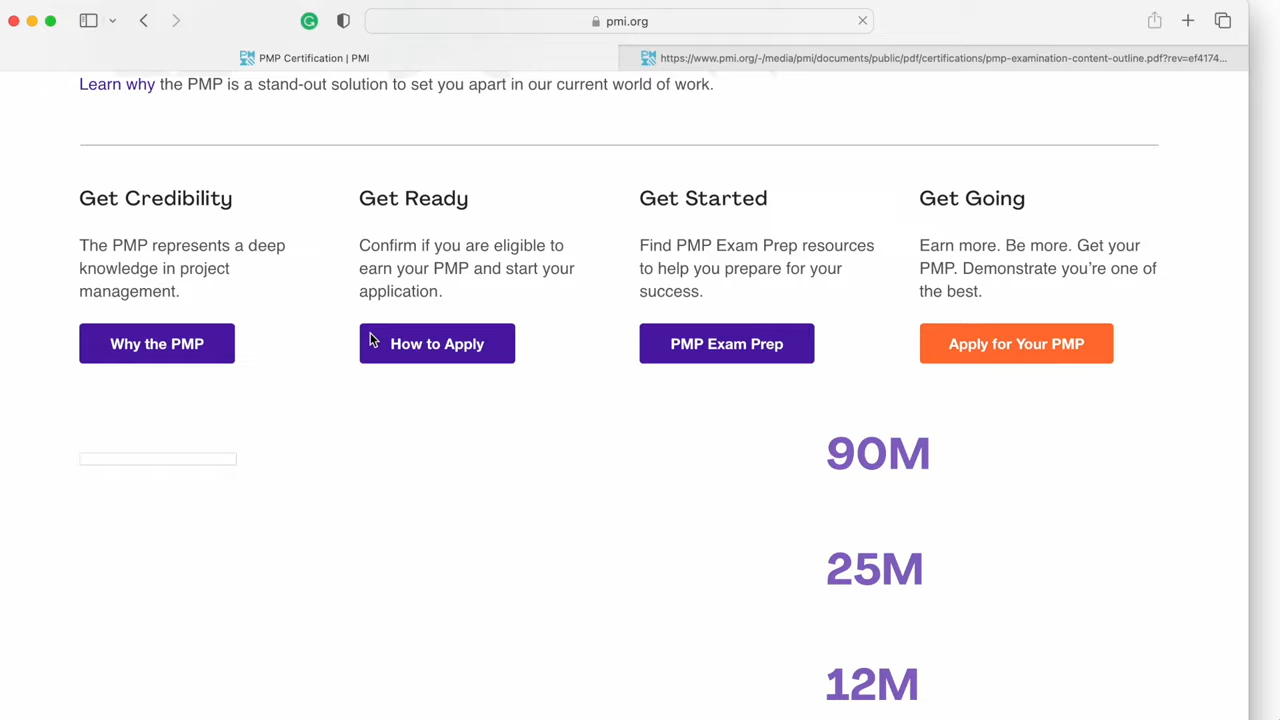 pmi.org
PMP Certification | PMI
https://www.pmi.org/-/media/pmi/documents/public/pdf/certifications/pmp-examination-content-outline.pdf?rev=ef4174...
Learn why the PMP is a stand-out solution to set you apart in our current world of work.
Get Credibility
The PMP represents a deep
knowledge in project
management.
Why the PMP
Get Ready
Confirm if you are eligible to
earn your PMP and start your
application.
How to Apply
Get Started
Find PMP Exam Prep resources
to help you prepare for your
success.
PMP Exam Prep
Get Going
Earn more. Be more. Get your
PMP. Demonstrate you’re one of
the best.
Apply for Your PMP
90M
25M
12M